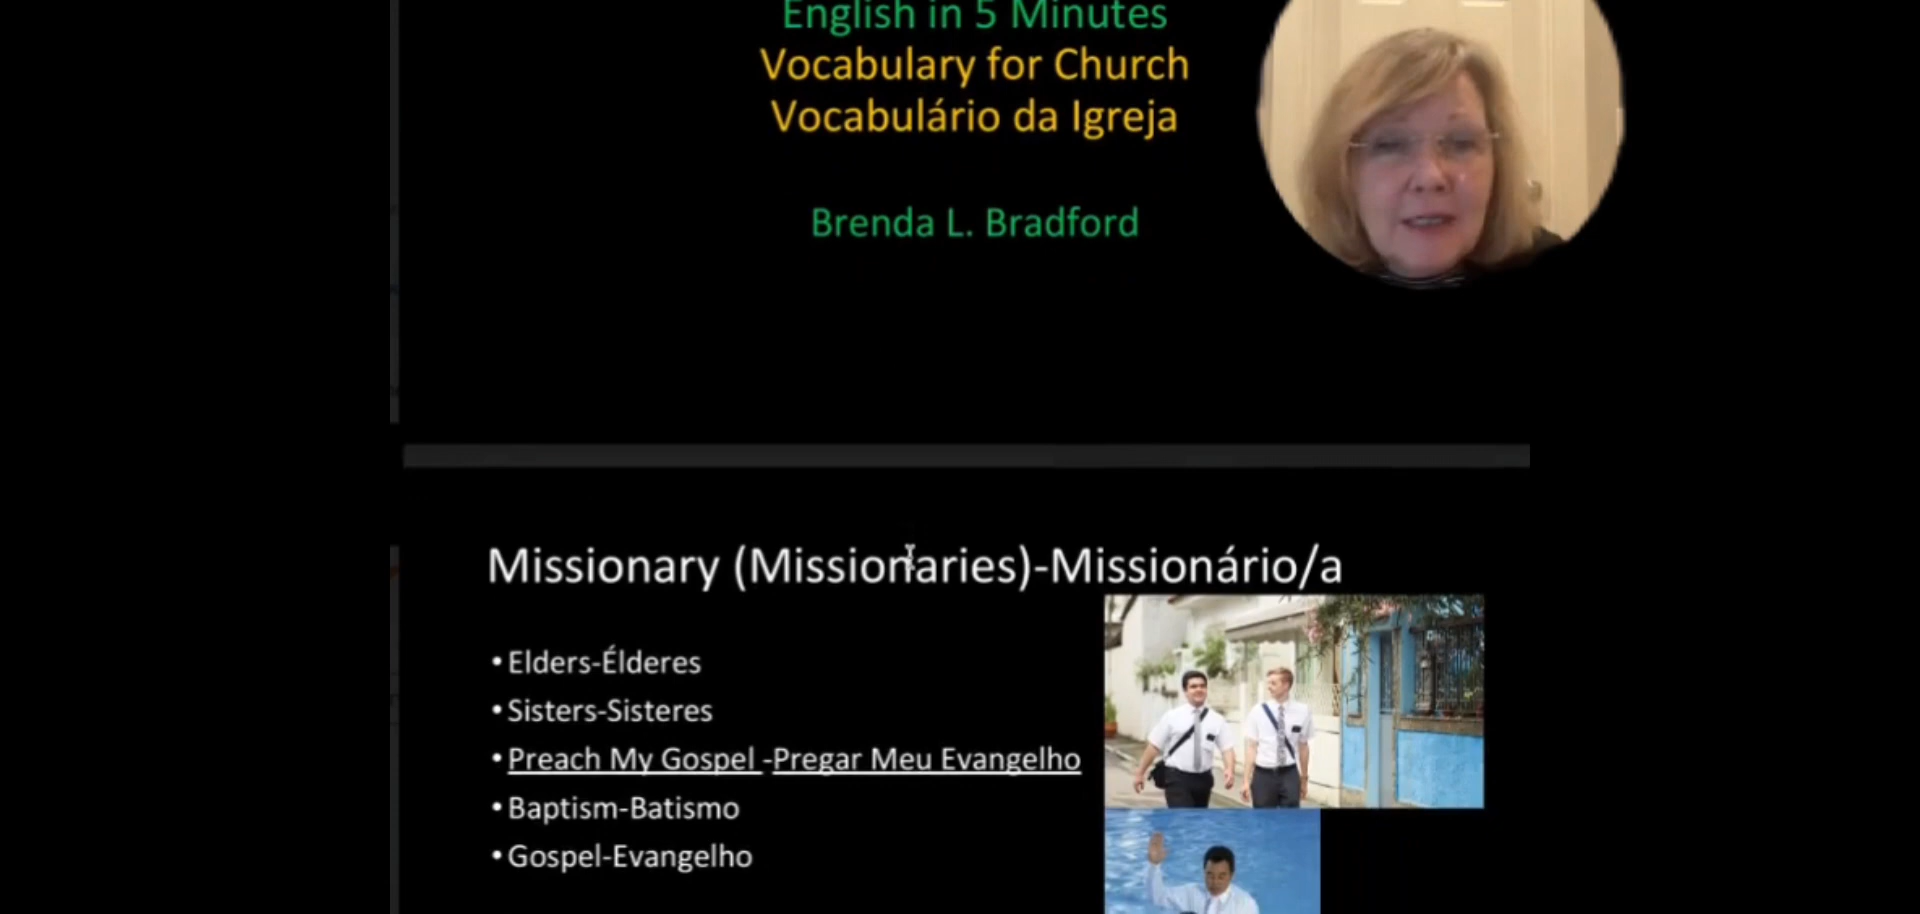 English in 5 Minutes
Vocabulary for Church
Vocabulário da Igreja
Brenda L. Bradford
Missionary (Missionaries)-Missionário/a
•Elders-Élderes
•Sisters-Sisteres
•Preach My Gospel -Pregar Meu Evangelho
•Baptism-Batismo
•Gospel-Evangelho